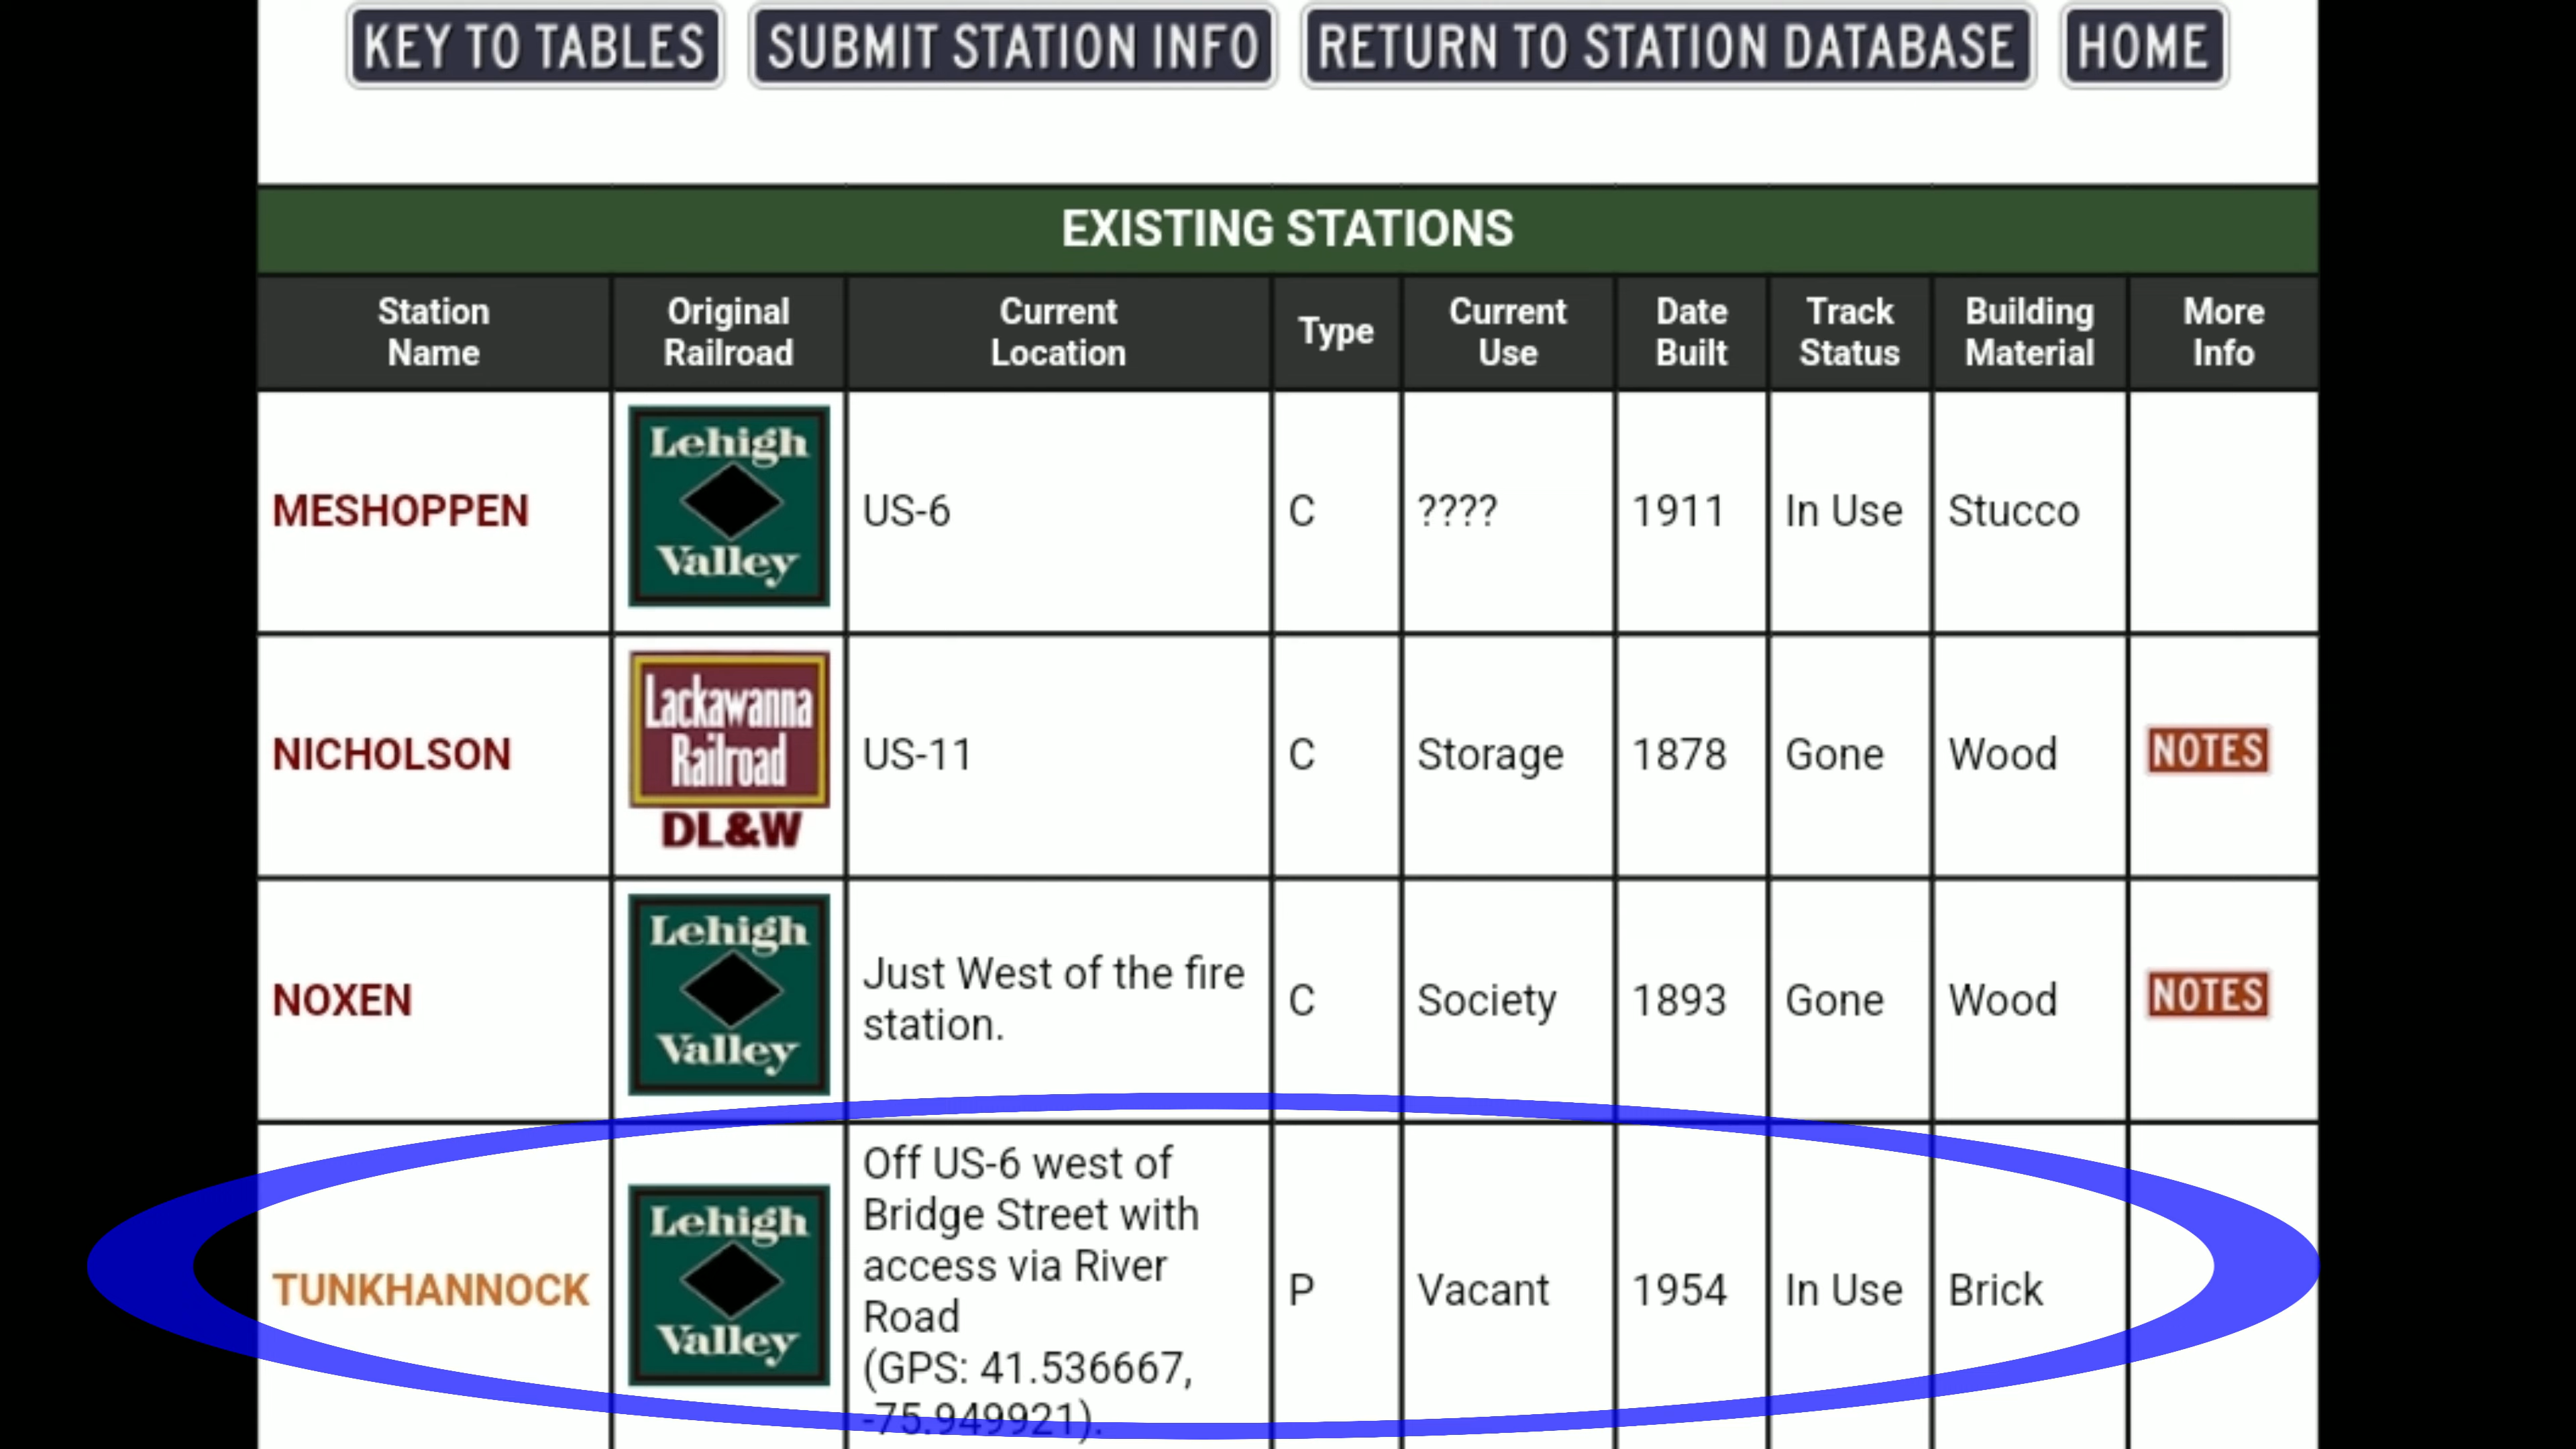 KEY TO TABLES SUBMIT STATION INFO RETURN TO STATION DATABASE HOME
EXISTING STATIONS
Station Name Original Railroad Current Location Type Current Use Date Built Track Status Building Material More Info
MESHOPPEN Lehigh Valley US-6 C ???? 1911 In Use Stucco
NICHOLSON Lackawanna Railroad DL&W US-11 C Storage 1878 Gone Wood NOTES
NOXEN Lehigh Valley Just West of the fire station. C Society 1893 Gone Wood NOTES
TUNKHANNOCK Lehigh Valley Off US-6 west of Bridge Street with access via River Road (GPS: 41.536667, -75.949921). P Vacant 1954 In Use Brick